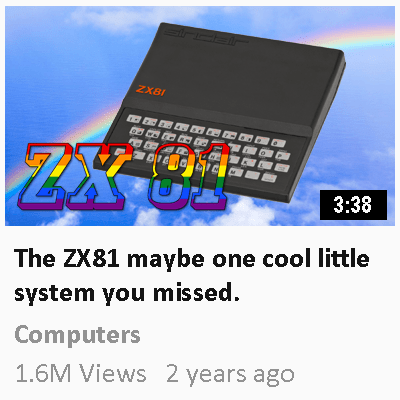 sinclair
ZX81
ZX 81
3:38
The ZX81 maybe one cool little
system you missed.
Computers
1.6M Views 2 years ago